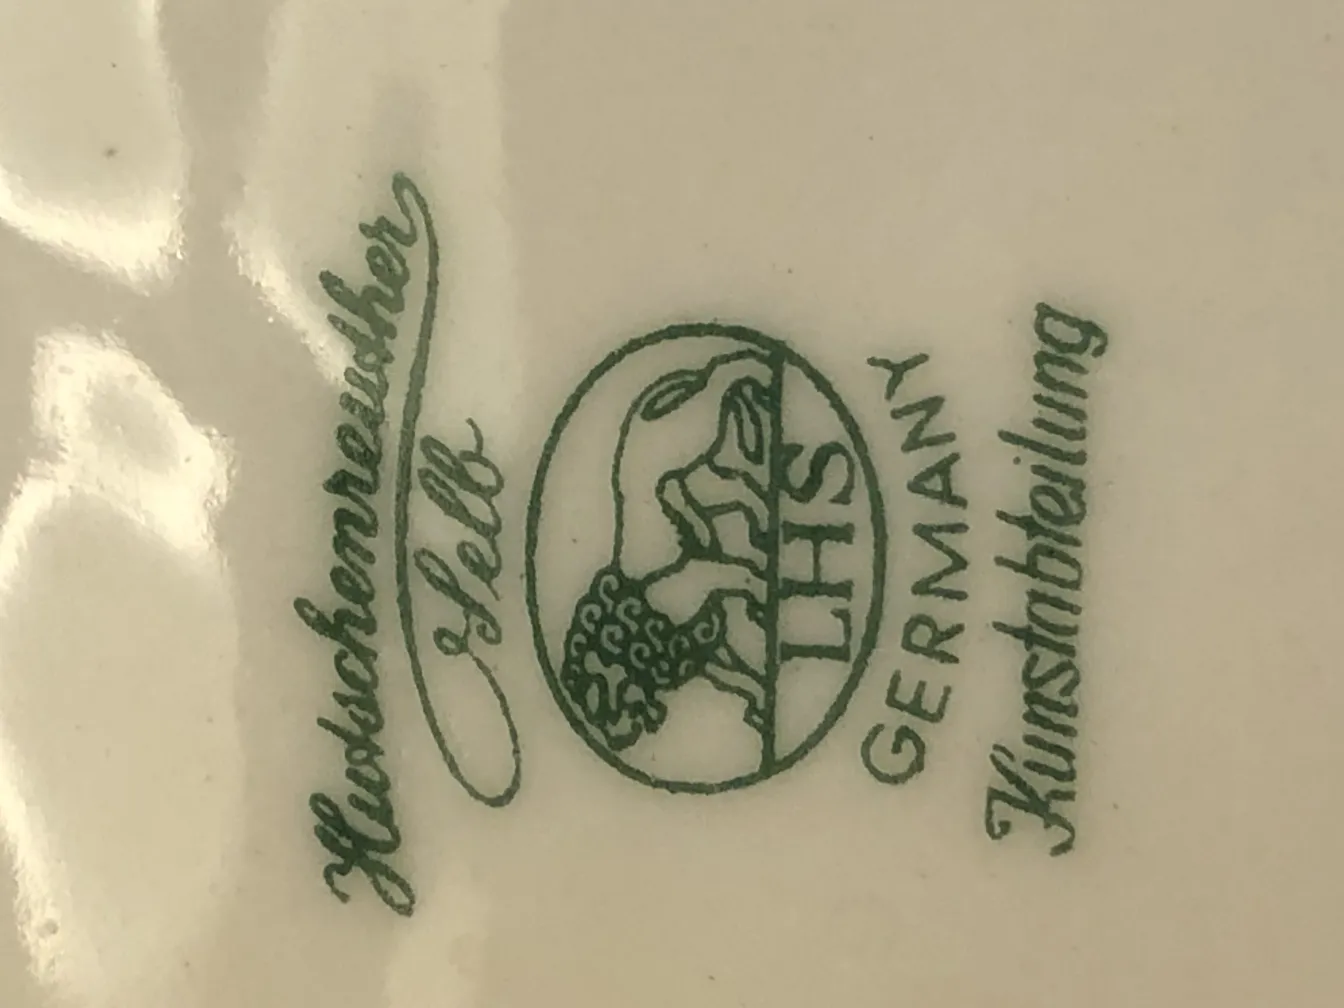 Hutschenreuther
Selb
LHS
GERMANY
Kunstabteilung